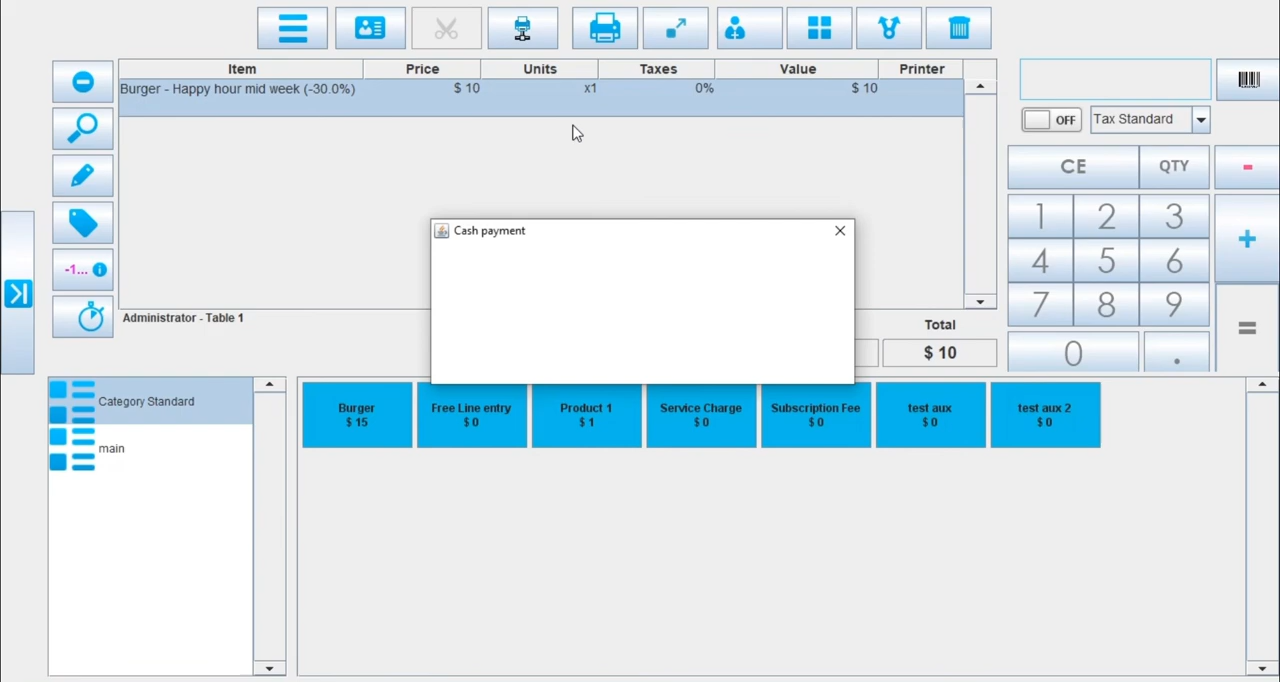 Item Price Units Taxes Value Printer
Burger - Happy hour mid week (-30.0%) $ 10 x1 0% $ 10
OFF Tax Standard
CE QTY -
1 2 3 +
4 5 6
7 8 9 =
0 .
-1... i
Cash payment
Administrator - Table 1
Total
$ 10
Category Standard
main
Burger
$ 15
Free Line entry
$ 0
Product 1
$ 1
Service Charge
$ 0
Subscription Fee
$ 0
test aux
$ 0
test aux 2
$ 0